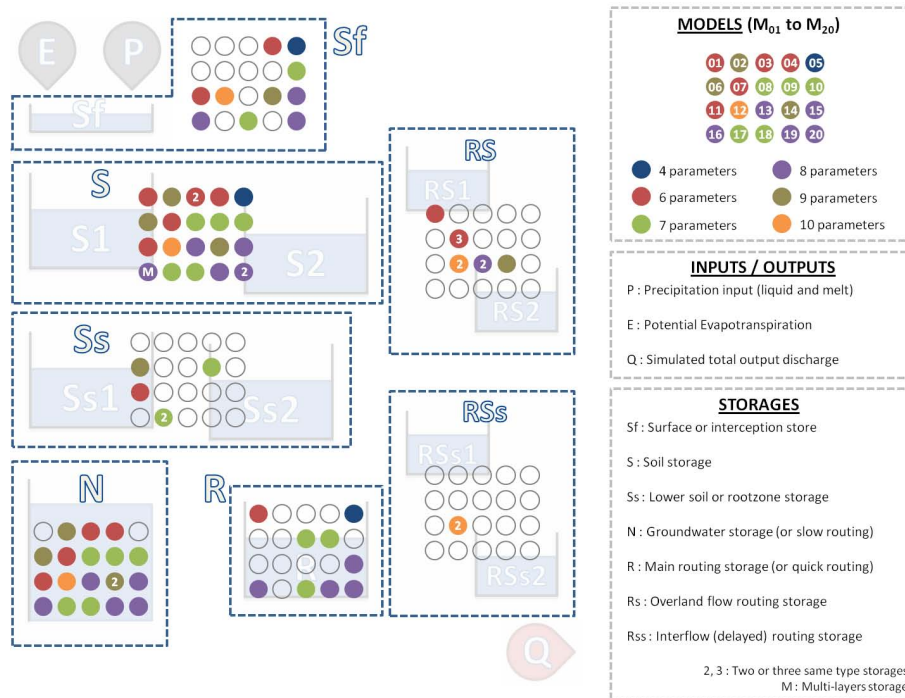 E
P
Sf
Sf
S
S1
2
M
2
S2
Ss
Ss1
2
Ss2
N
2
R
R
RS
RS1
3
2 2
RS2
RSs
RSs1
2
RSs2
Q
MODELS (M01 to M20)
01 02 03 04 05
06 07 08 09 10
11 12 13 14 15
16 17 18 19 20
4 parameters
8 parameters
6 parameters
9 parameters
7 parameters
10 parameters
INPUTS / OUTPUTS
P : Precipitation input (liquid and melt)
E : Potential Evapotranspiration
Q : Simulated total output discharge
STORAGES
Sf : Surface or interception store
S : Soil storage
Ss : Lower soil or rootzone storage
N : Groundwater storage (or slow routing)
R : Main routing storage (or quick routing)
Rs : Overland flow routing storage
Rss : Interflow (delayed) routing storage
2, 3 : Two or three same type storages
M : Multi-layers storage